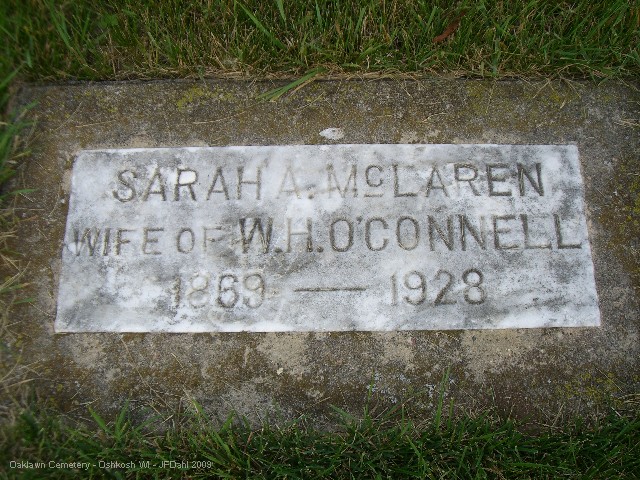 SARAH A. McLAREN
WIFE OF W.H. O'CONNELL
1869 — 1928
Oaklawn Cemetery - Oshkosh WI. - JFDahl 2009